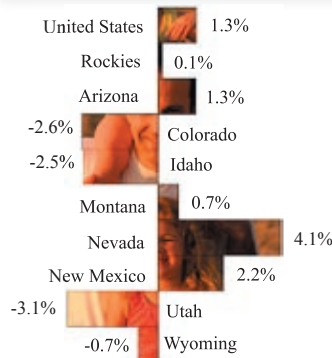 United States 1.3%
Rockies 0.1%
Arizona 1.3%
-2.6% Colorado
-2.5% Idaho
Montana 0.7%
Nevada 4.1%
New Mexico 2.2%
-3.1% Utah
-0.7% Wyoming